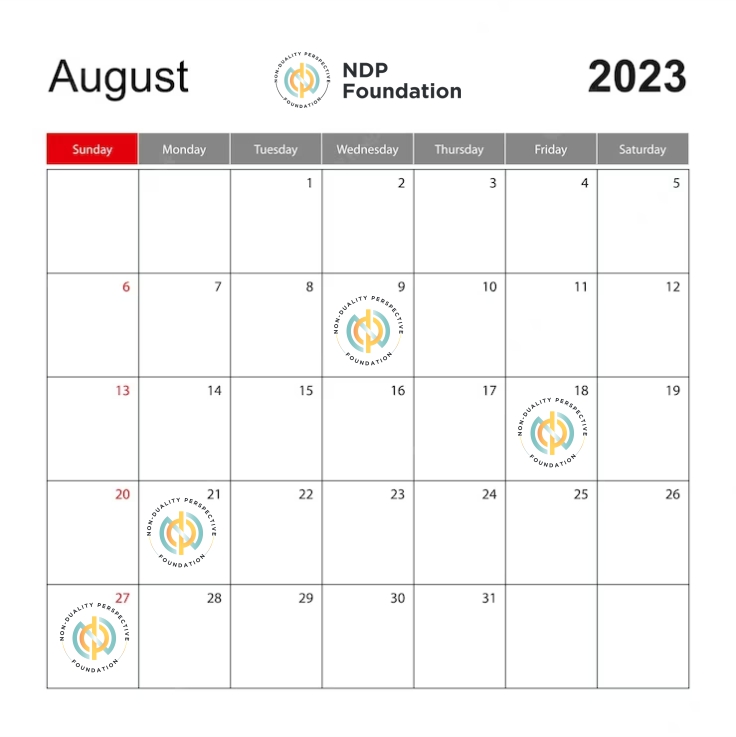 August
NON-DUALITY PERSPECTIVE
FOUNDATION
NDP
Foundation
2023
Sunday Monday Tuesday Wednesday Thursday Friday Saturday
1 2 3 4 5
6 7 8 9 10 11 12
NON-DUALITY PERSPECTIVE
FOUNDATION
13 14 15 16 17 18 19
NON-DUALITY PERSPECTIVE
FOUNDATION
20 21 22 23 24 25 26
NON-DUALITY PERSPECTIVE
FOUNDATION
27 28 29 30 31
NON-DUALITY PERSPECTIVE
FOUNDATION